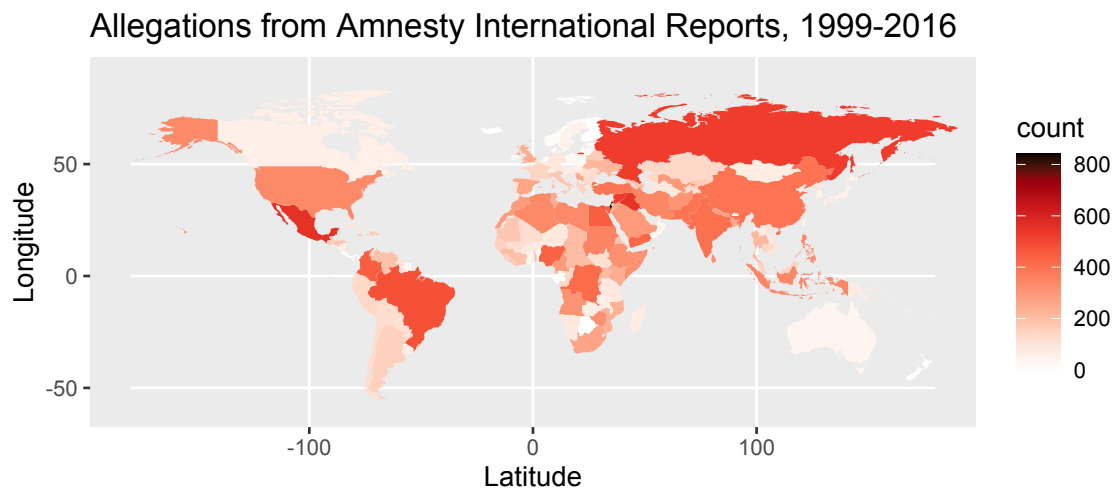 Allegations from Amnesty International Reports, 1999-2016
count
800
600
400
200
0
50
0
-50
Longitude
-100
0
100
Latitude